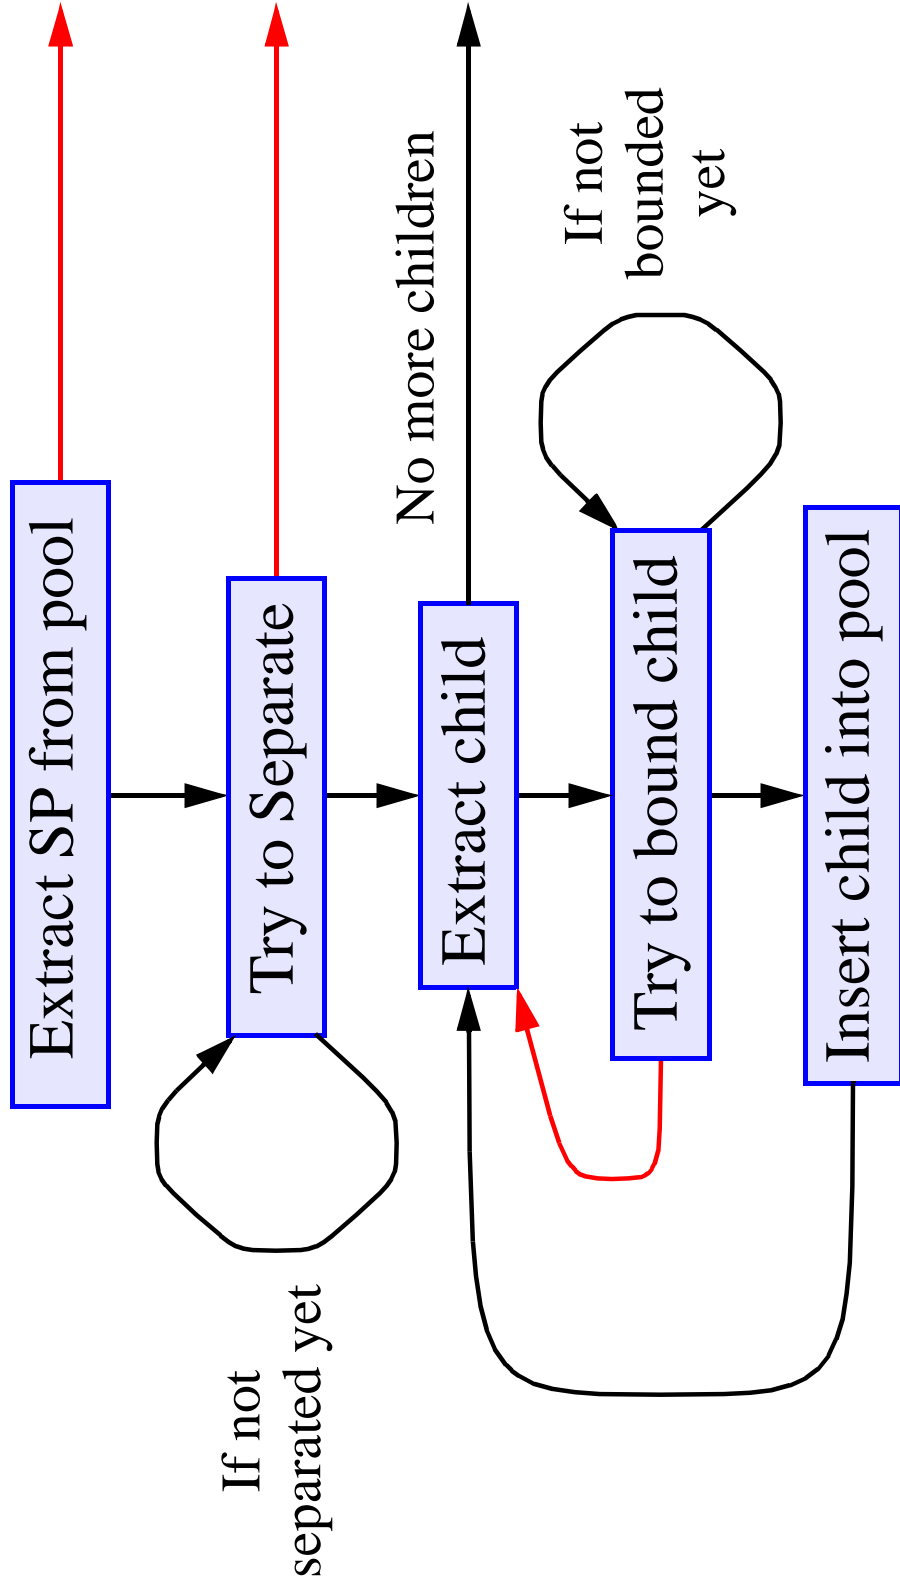 Extract SP from pool
Try to Separate
If not
separated yet
No more children
Extract child
If not
bounded
yet
Try to bound child
Insert child into pool